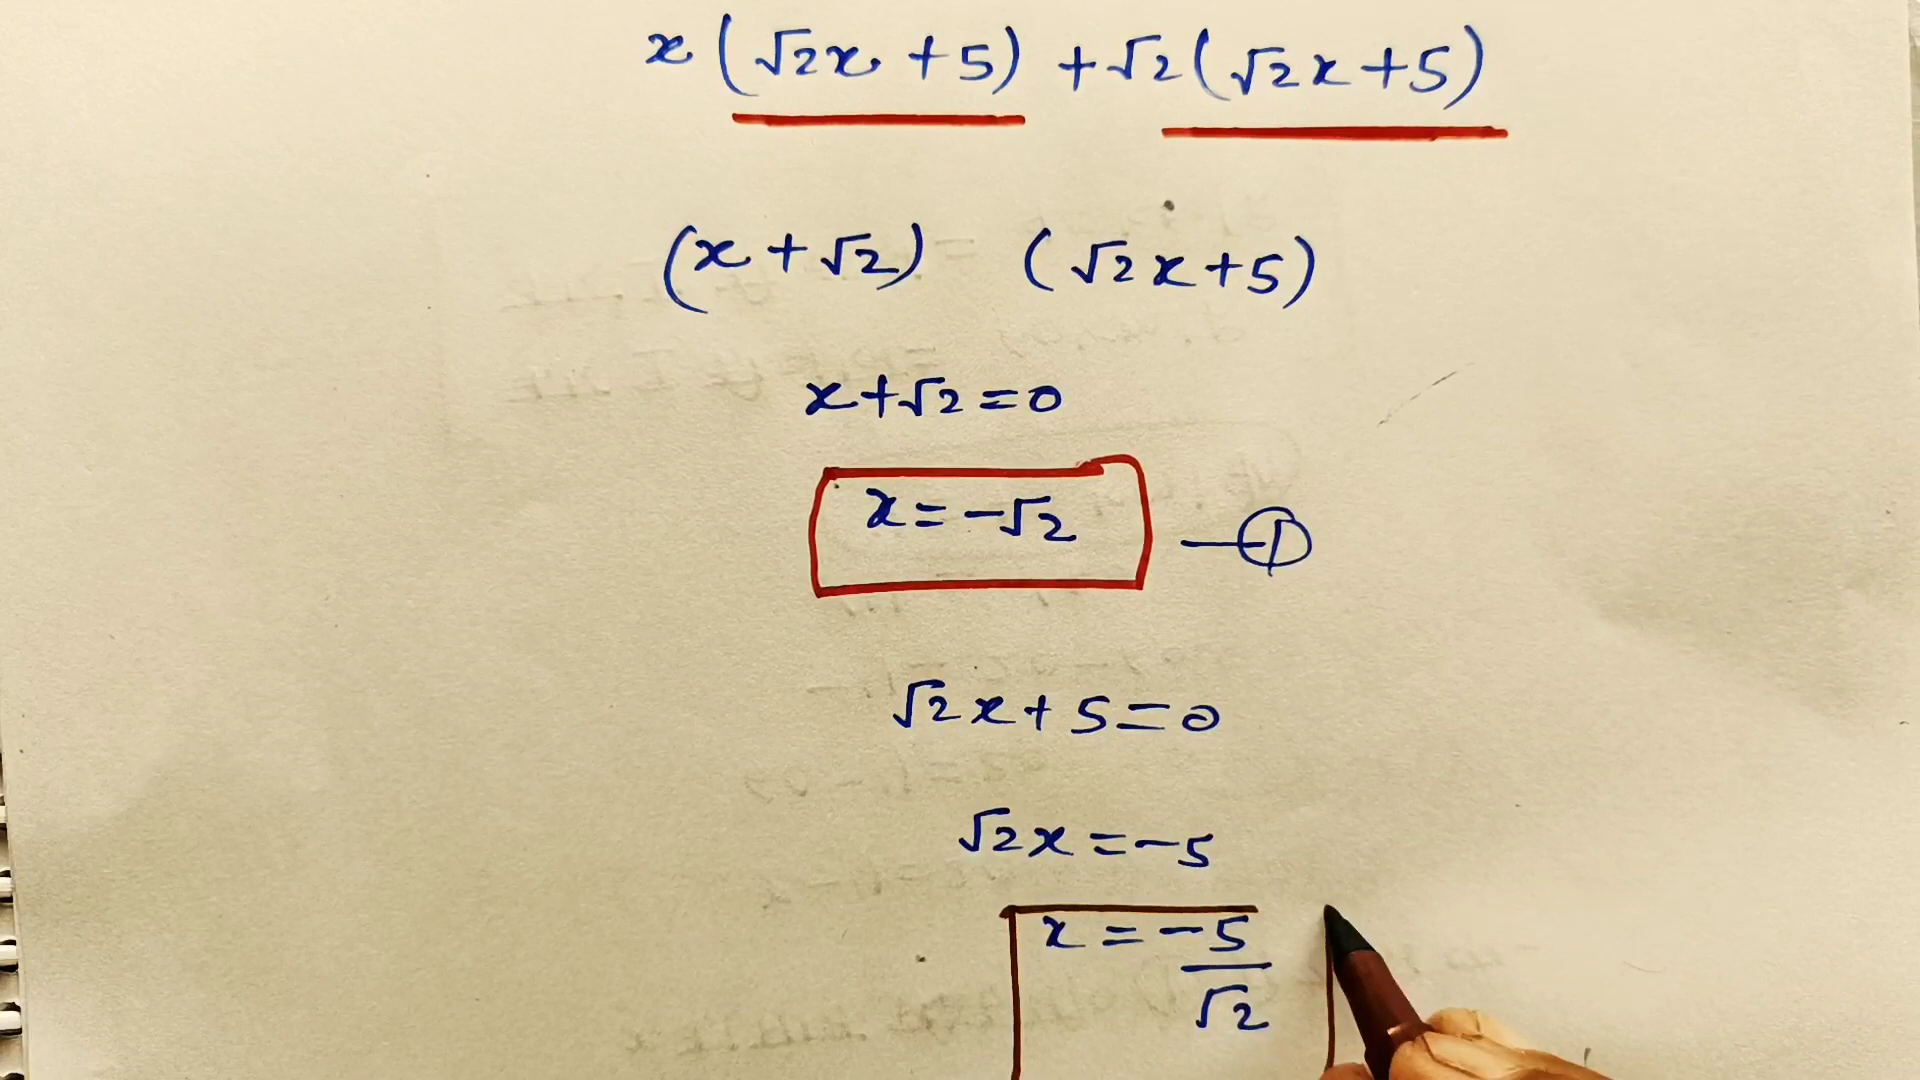 x(√2x+5)+√2(√2x+5)
(x+√2) (√2x+5)
x+√2=0
x=-√2 —①
√2x+5=0
√2x=-5
x=-5/√2